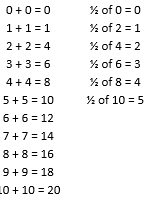 0 + 0 = 0
1 + 1 = 1
2 + 2 = 4
3 + 3 = 6
4 + 4 = 8
5 + 5 = 10
6 + 6 = 12
7 + 7 = 14
8 + 8 = 16
9 + 9 = 18
10 + 10 = 20
½ of 0 = 0
½ of 2 = 1
½ of 4 = 2
½ of 6 = 3
½ of 8 = 4
½ of 10 = 5